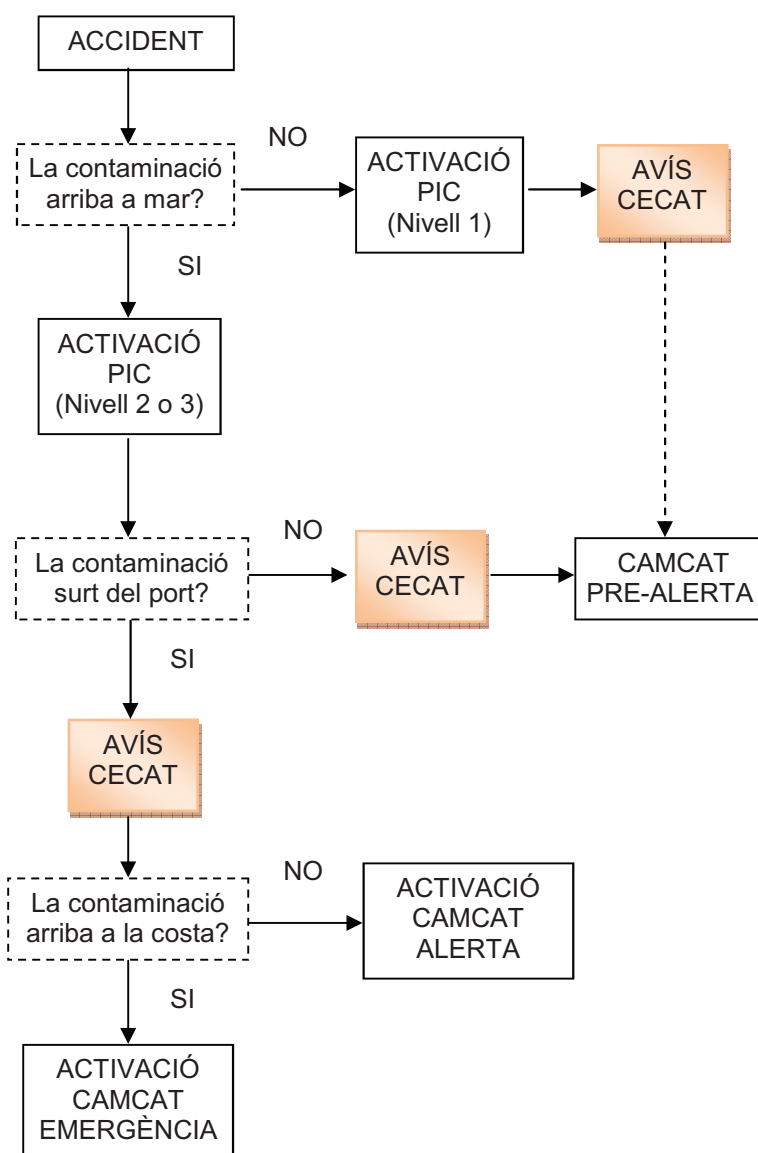 ACCIDENT
La contaminació
arriba a mar?
NO
ACTIVACIÓ
PIC
(Nivell 1)
AVÍS
CECAT
SI
ACTIVACIÓ
PIC
(Nivell 2 o 3)
La contaminació
surt del port?
NO
AVÍS
CECAT
CAMCAT
PRE-ALERTA
SI
AVÍS
CECAT
La contaminació
arriba a la costa?
NO
ACTIVACIÓ
CAMCAT
ALERTA
SI
ACTIVACIÓ
CAMCAT
EMERGÈNCIA